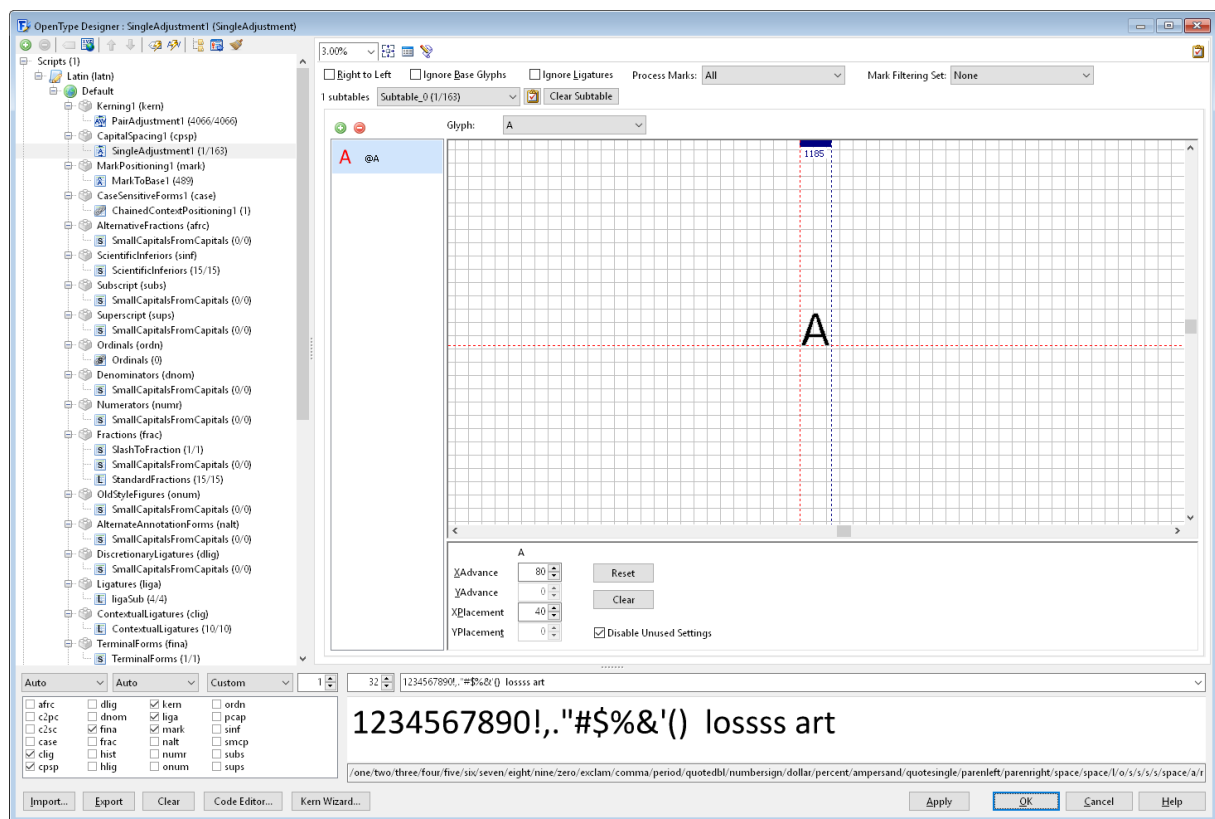 OpenType Designer : SingleAdjustment1 (SingleAdjustment)
Scripts (1)
Latin (latn)
Default
Kerning1 (kern)
PairAdjustment1 (4066/4066)
CapitalSpacing1 (cpsp)
SingleAdjustment1 (1/163)
MarkPositioning1 (mark)
MarkToBase1 (489)
CaseSensitiveForms1 (case)
ChainedContextPositioning1 (1)
AlternativeFractions (afrc)
SmallCapitalsFromCapitals (0/0)
ScientificInferiors (sinf)
ScientificInferiors (15/15)
Subscript (subs)
SmallCapitalsFromCapitals (0/0)
Superscript (sups)
SmallCapitalsFromCapitals (0/0)
Ordinals (ordn)
Ordinals (0)
Denominators (dnom)
SmallCapitalsFromCapitals (0/0)
Numerators (numr)
SmallCapitalsFromCapitals (0/0)
Fractions (frac)
SlashToFraction (1/1)
SmallCapitalsFromCapitals (0/0)
StandardFractions (15/15)
OldStyleFigures (onum)
SmallCapitalsFromCapitals (0/0)
AlternateAnnotationForms (nalt)
SmallCapitalsFromCapitals (0/0)
DiscretionaryLigatures (dlig)
SmallCapitalsFromCapitals (0/0)
Ligatures (liga)
ligaSub (4/4)
ContextualLigatures (clig)
ContextualLigatures (10/10)
TerminalForms (fina)
TerminalForms (1/1)
3.00%
Right to Left Ignore Base Glyphs Ignore Ligatures Process Marks: All Mark Filtering Set: None
1 subtables Subtable_0 (1/163) Clear Subtable
Glyph: A
A @A
1185
A
A
XAdvance 80 Reset
YAdvance 0 Clear
XPlacement 40
YPlacement 0 Disable Unused Settings
Auto Auto Custom 1 32 1234567890!,."#$%&'() lossss art
afrc dlig kern ordn
c2pc dnom liga pcap
c2sc fina mark sinf
case frac nalt smcp
clig hist numr subs
cpsp hlig onum sups
1234567890!,."#$%&'() lossss art
/one/two/three/four/five/six/seven/eight/nine/zero/exclam/comma/period/quotedbl/numbersign/dollar/percent/ampersand/quotesingle/parenleft/parenright/space/space/l/o/s/s/s/s/space/a/r
Import... Export Clear Code Editor... Kern Wizard... Apply OK Cancel Help